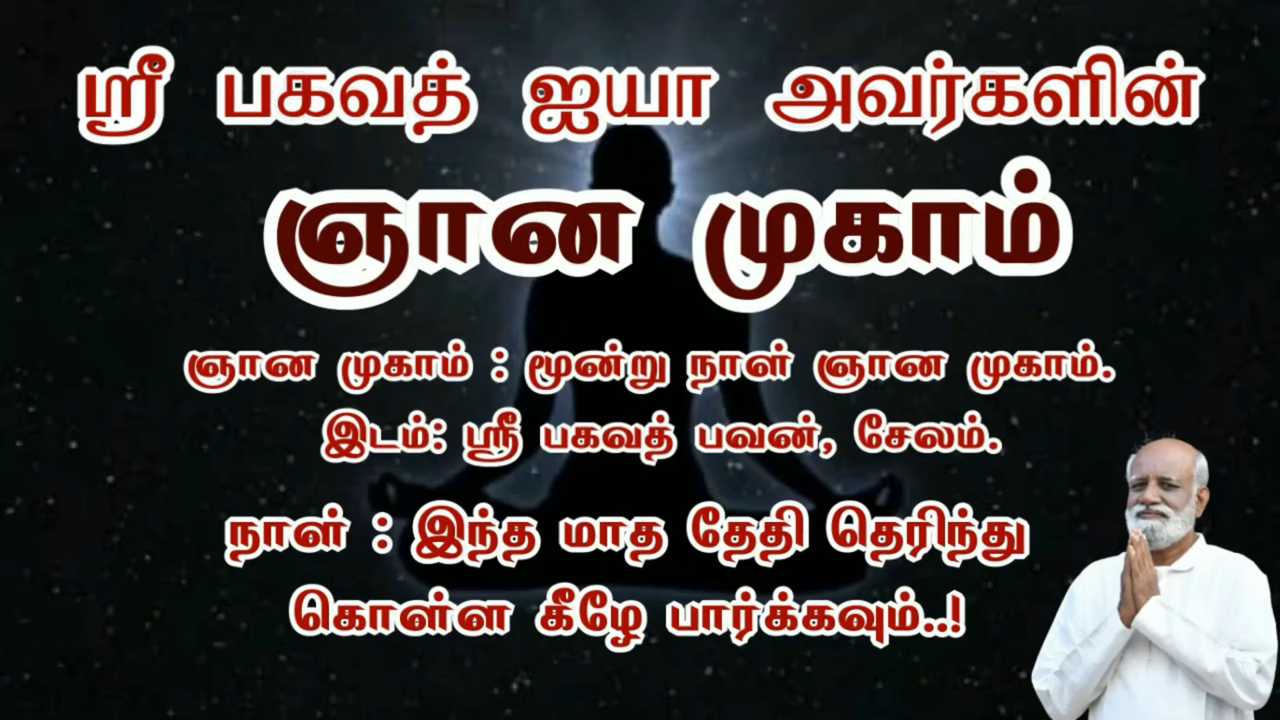 ஸ்ரீ பகவத் ஐயா அவர்களின்
ஞான முகாம்
ஞான முகாம் : மூன்று நாள் ஞான முகாம்.
இடம்: ஸ்ரீ பகவத் பவன், சேலம்.
நாள் : இந்த மாத தேதி தெரிந்து
கொள்ள கீழே பார்க்கவும்..!